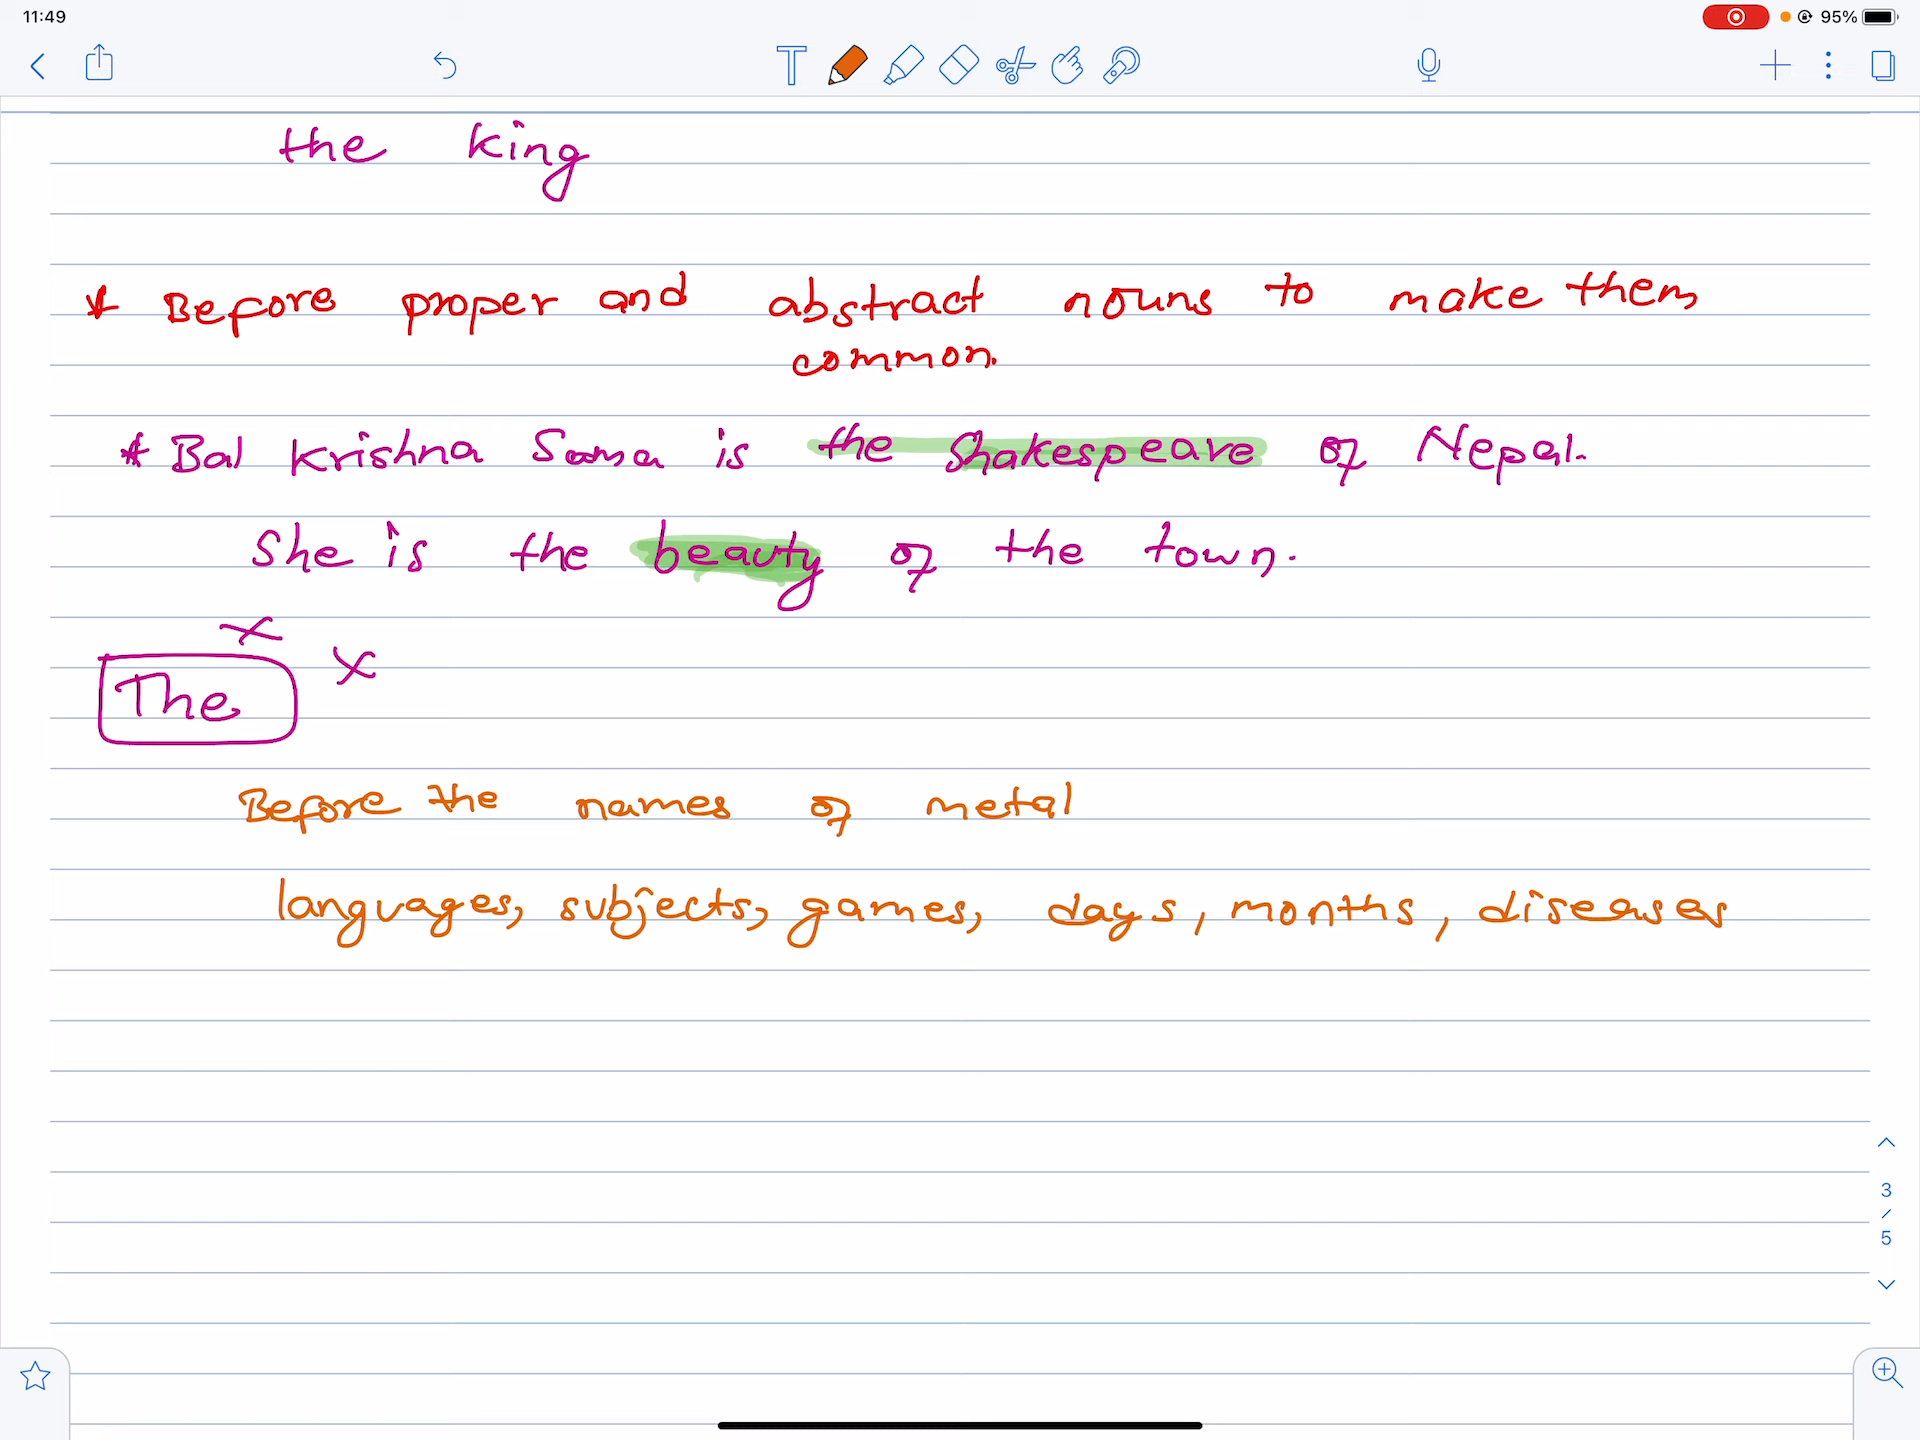 11:49
95%
the king
* Before proper and abstract nouns to make them
common.
* Bal Krishna Sama is the Shakespeare of Nepal.
She is the beauty of the town.
x
x
The
Before the names of metal
languages, subjects, games, days, months, diseases
3
/
5